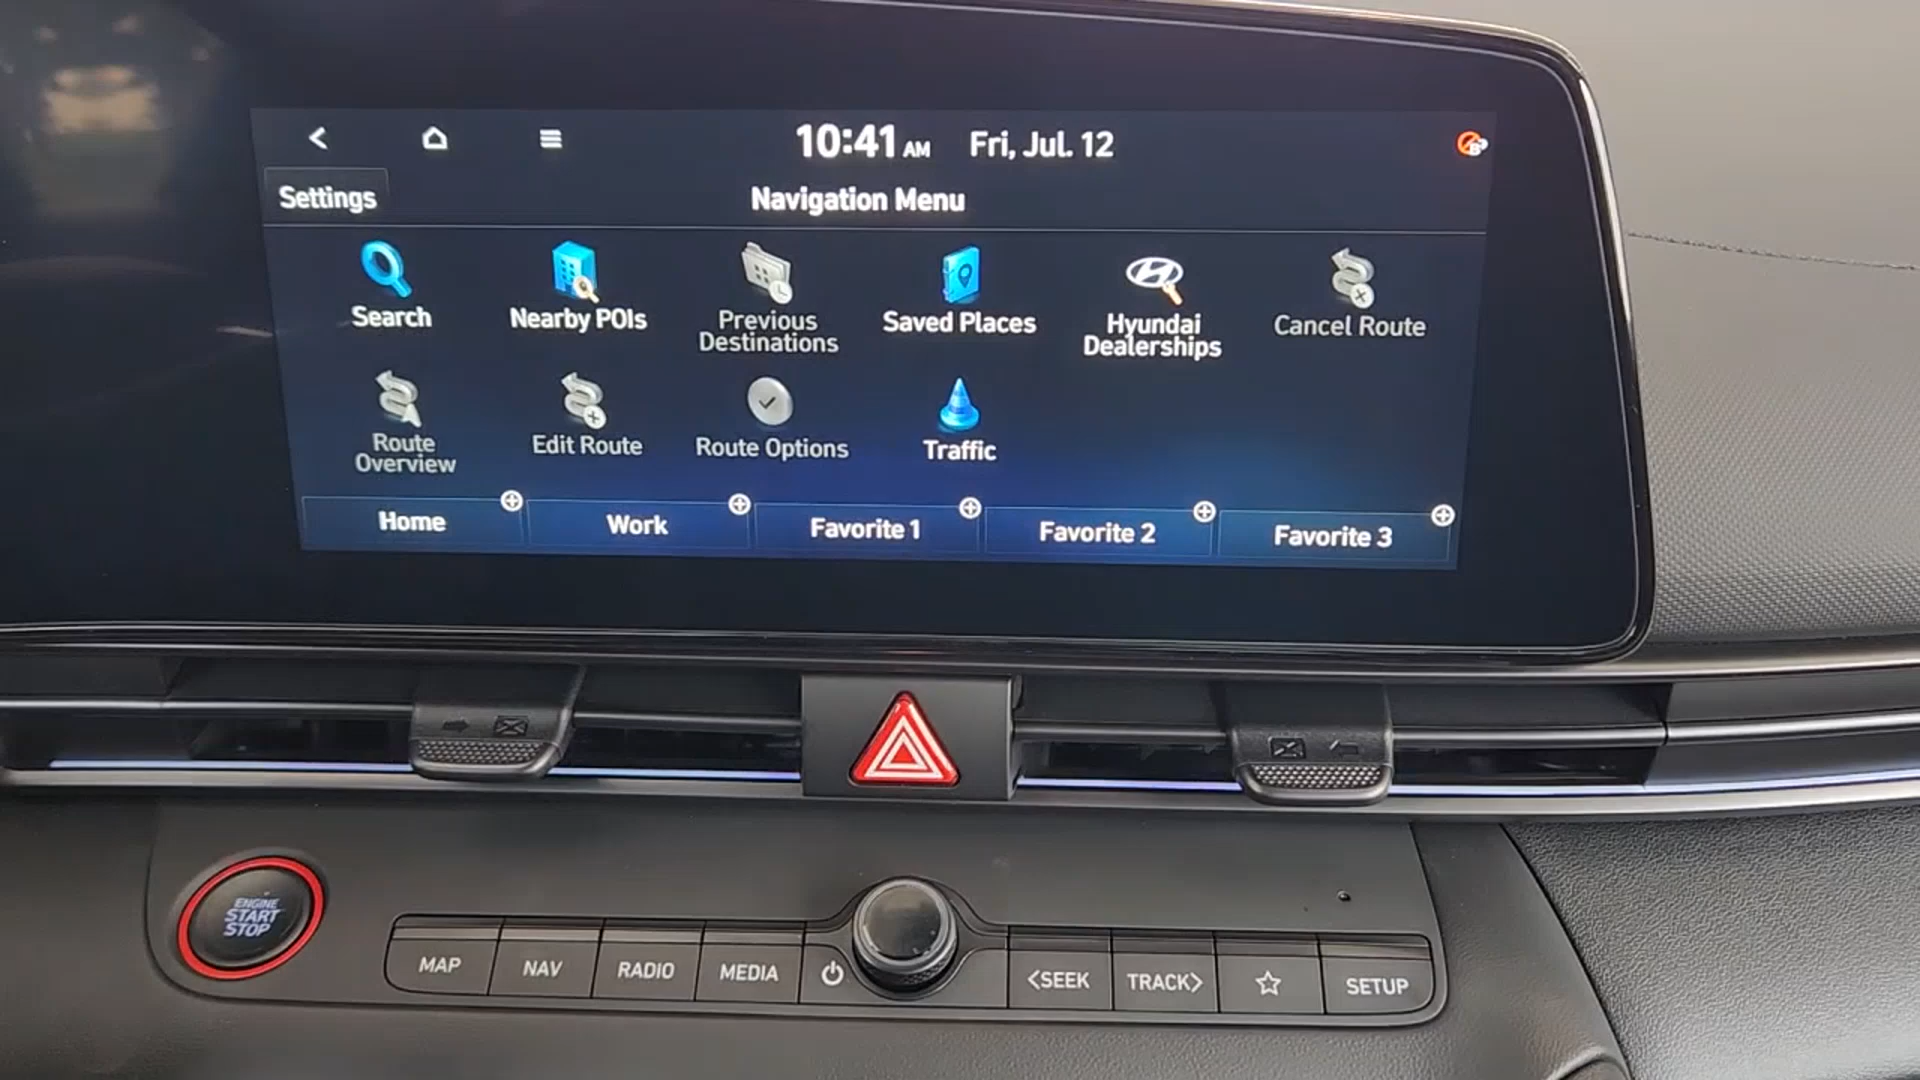 10:41 AM Fri, Jul. 12
Settings
Navigation Menu
Search
Nearby POIs
Previous
Destinations
Saved Places
Hyundai
Dealerships
Cancel Route
Route
Overview
Edit Route
Route Options
Traffic
Home
Work
Favorite 1
Favorite 2
Favorite 3
ENGINE
START
STOP
MAP
NAV
RADIO
MEDIA
<SEEK
TRACK>
SETUP